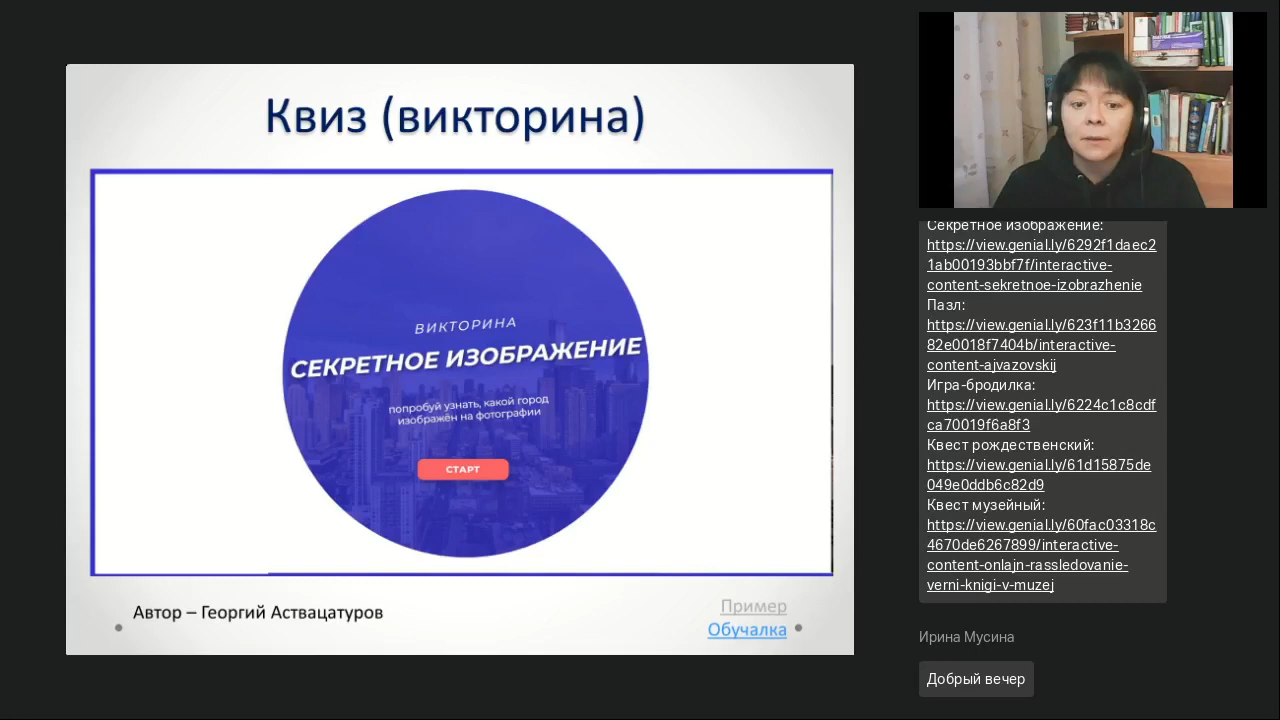 Квиз (викторина)
ВИКТОРИНА
СЕКРЕТНОЕ ИЗОБРАЖЕНИЕ
попробуй узнать, какой город
изображён на фотографии
СТАРТ
Автор – Георгий Аствацатуров
Пример
Обучалка
Секретное изображение:
https://view.genial.ly/6292f1daec2
1ab00193bbf7f/interactive-
content-sekretnoe-izobrazhenie
Пазл:
https://view.genial.ly/623f11b3266
82e0018f7404b/interactive-
content-ajvazovskij
Игра-бродилка:
https://view.genial.ly/6224c1c8cdf
ca70019f6a8f3
Квест рождественский:
https://view.genial.ly/61d15875de
049e0ddb6c82d9
Квест музейный:
https://view.genial.ly/60fac03318c
4670de6267899/interactive-
content-onlajn-rassledovanie-
verni-knigi-v-muzej
Ирина Мусина
Добрый вечер